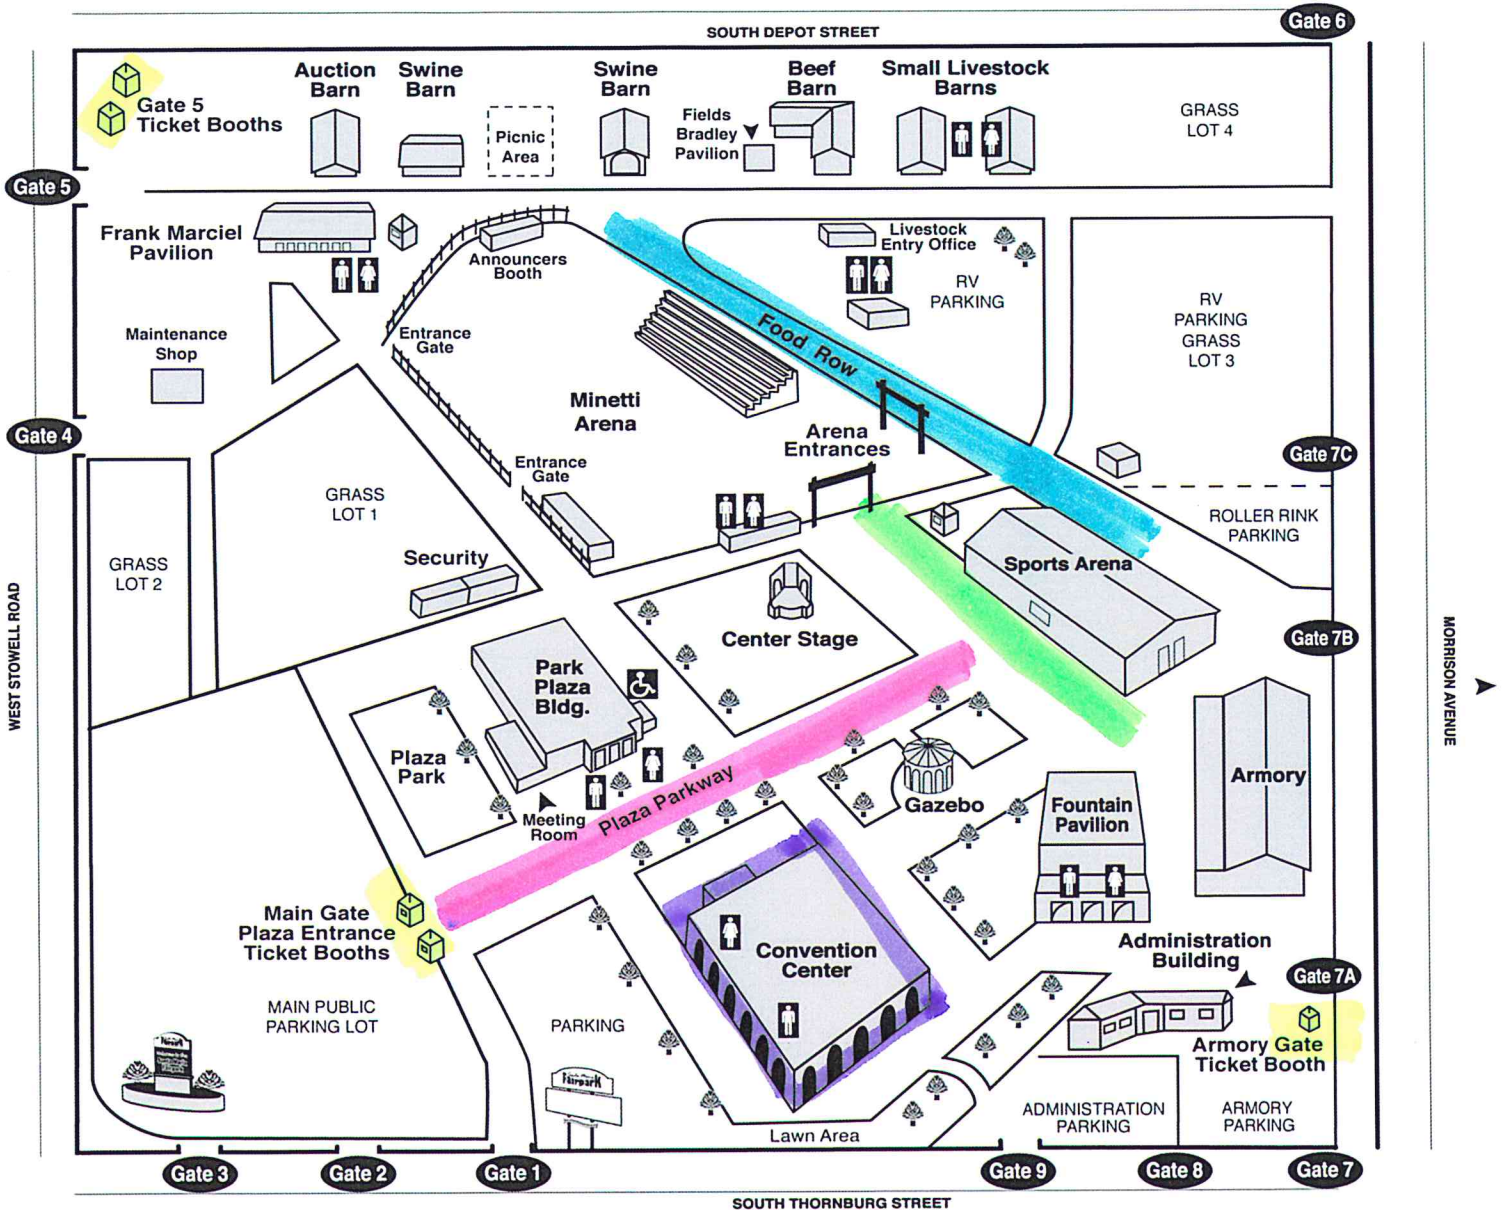 Gate 6
SOUTH DEPOT STREET
Auction
Barn
Swine
Barn
Swine
Barn
Beef
Barn
Small Livestock
Barns
Gate 5
Ticket Booths
Picnic
Area
Fields
Bradley
Pavilion
GRASS
LOT 4
Gate 5
Frank Marciel
Pavilion
Announcers
Booth
Livestock
Entry Office
RV
PARKING
RV
PARKING
GRASS
LOT 3
Maintenance
Shop
Entrance
Gate
Food Row
Minetti
Arena
Arena
Entrances
Gate 4
Gate 7C
Entrance
Gate
GRASS
LOT 1
GRASS
LOT 2
Security
ROLLER RINK
PARKING
Sports Arena
WEST STOWELL ROAD
Center Stage
Gate 7B
MORRISON AVENUE
Park
Plaza
Bldg.
Plaza
Park
Meeting
Room
Plaza Parkway
Gazebo
Fountain
Pavilion
Armory
Main Gate
Plaza Entrance
Ticket Booths
Convention
Center
Administration
Building
Gate 7A
MAIN PUBLIC
PARKING LOT
PARKING
Armory Gate
Ticket Booth
Fairpark
ADMINISTRATION
PARKING
ARMORY
PARKING
Lawn Area
Gate 3
Gate 2
Gate 1
Gate 9
Gate 8
Gate 7
SOUTH THORNBURG STREET